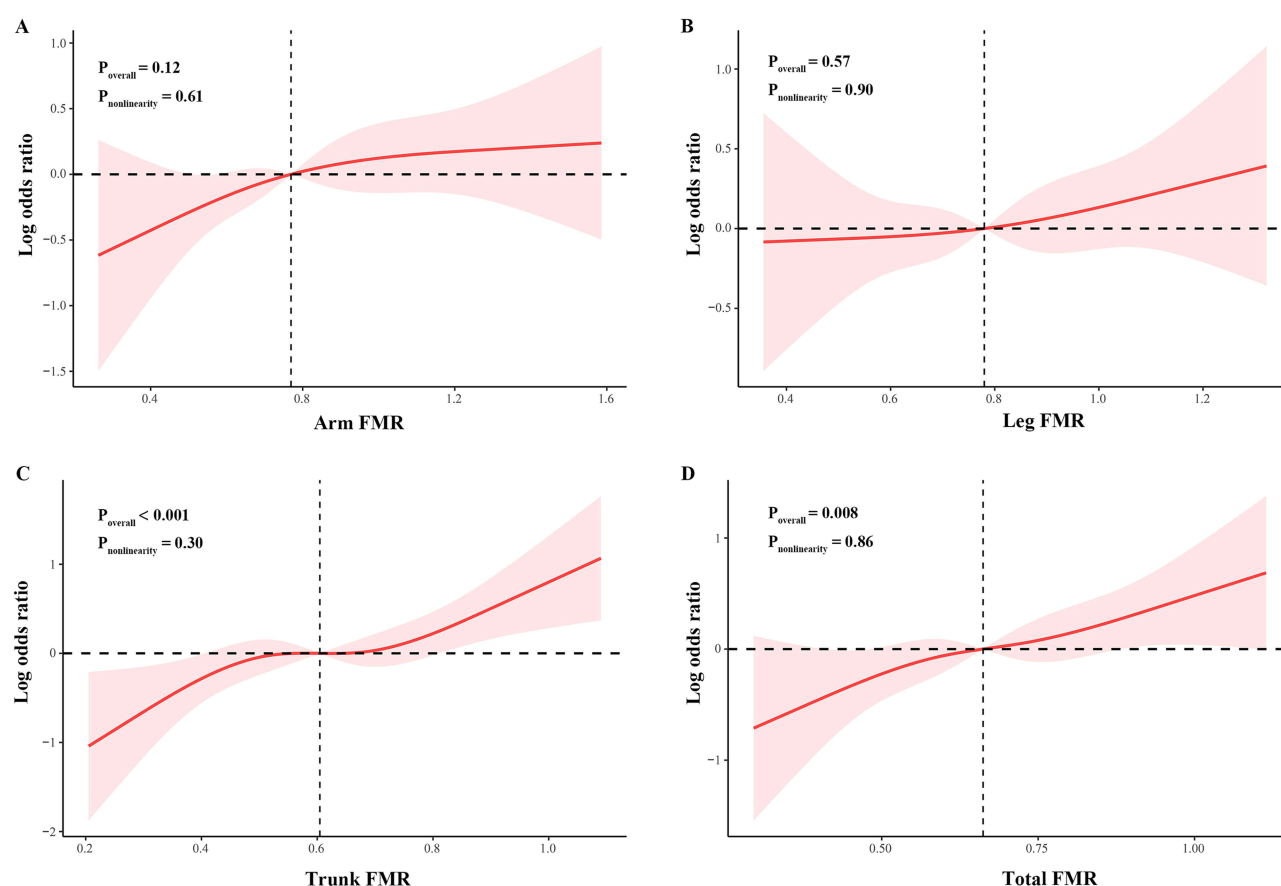 A
P overall = 0.12
P nonlinearity = 0.61
Log odds ratio
1.0
0.5
0.0
−0.5
−1.0
−1.5
0.4
0.8
1.2
1.6
Arm FMR
B
P overall = 0.57
P nonlinearity = 0.90
Log odds ratio
1.0
0.5
0.0
−0.5
0.4
0.6
0.8
1.0
1.2
Leg FMR
C
P overall < 0.001
P nonlinearity = 0.30
Log odds ratio
1
0
−1
−2
0.2
0.4
0.6
0.8
1.0
Trunk FMR
D
P overall = 0.008
P nonlinearity = 0.86
Log odds ratio
1
0
−1
0.50
0.75
1.00
Total FMR